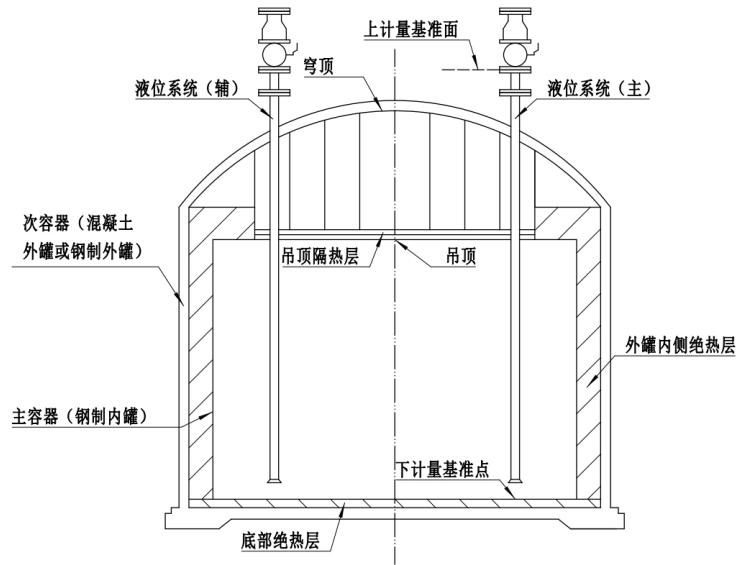 上计量基准面
穹顶
液位系统（辅）
液位系统（主）
次容器（混凝土
外罐或钢制外罐）
吊顶隔热层
吊顶
外罐内侧绝热层
主容器（钢制内罐）
下计量基准点
底部绝热层